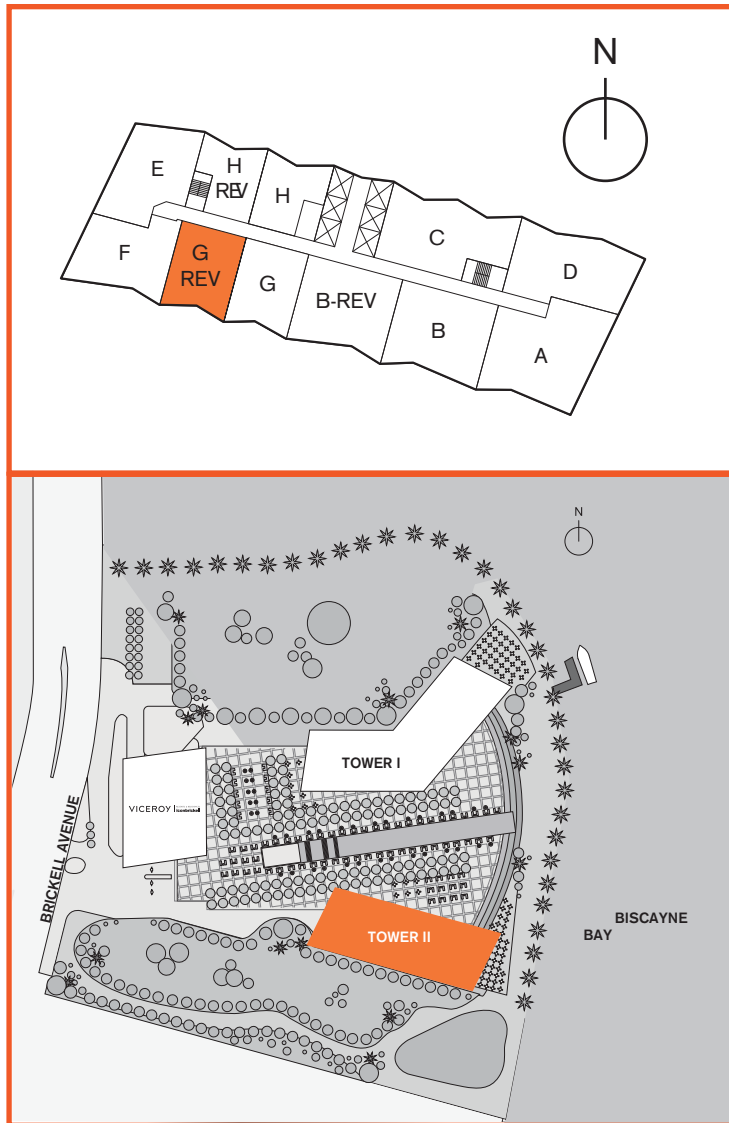 N
E
H
REV
H
C
D
F
G
REV
G
B-REV
B
A
N
TOWER I
VICEROY
BRICKELL AVENUE
TOWER II
BISCAYNE
BAY